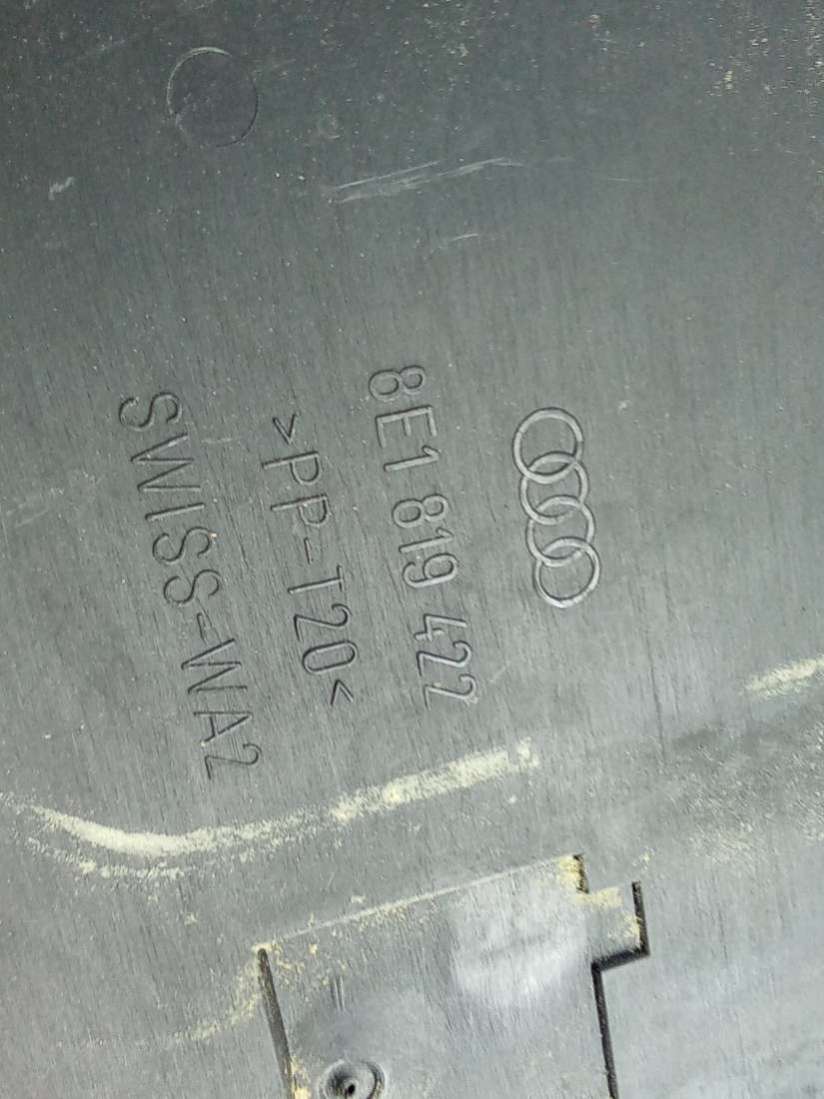 8E1 819 422
>PP-T20<
SWISS-WA2